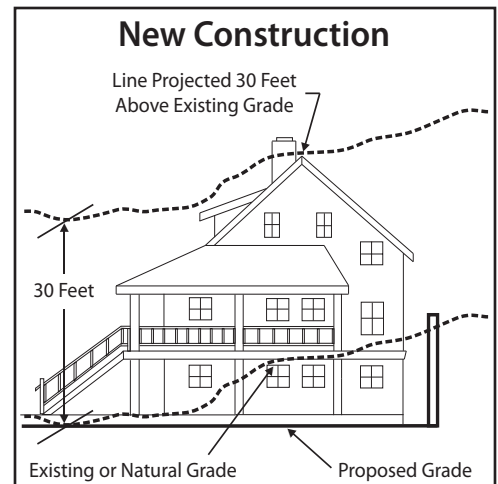 New Construction
Line Projected 30 Feet
Above Existing Grade
30 Feet
Existing or Natural Grade
Proposed Grade